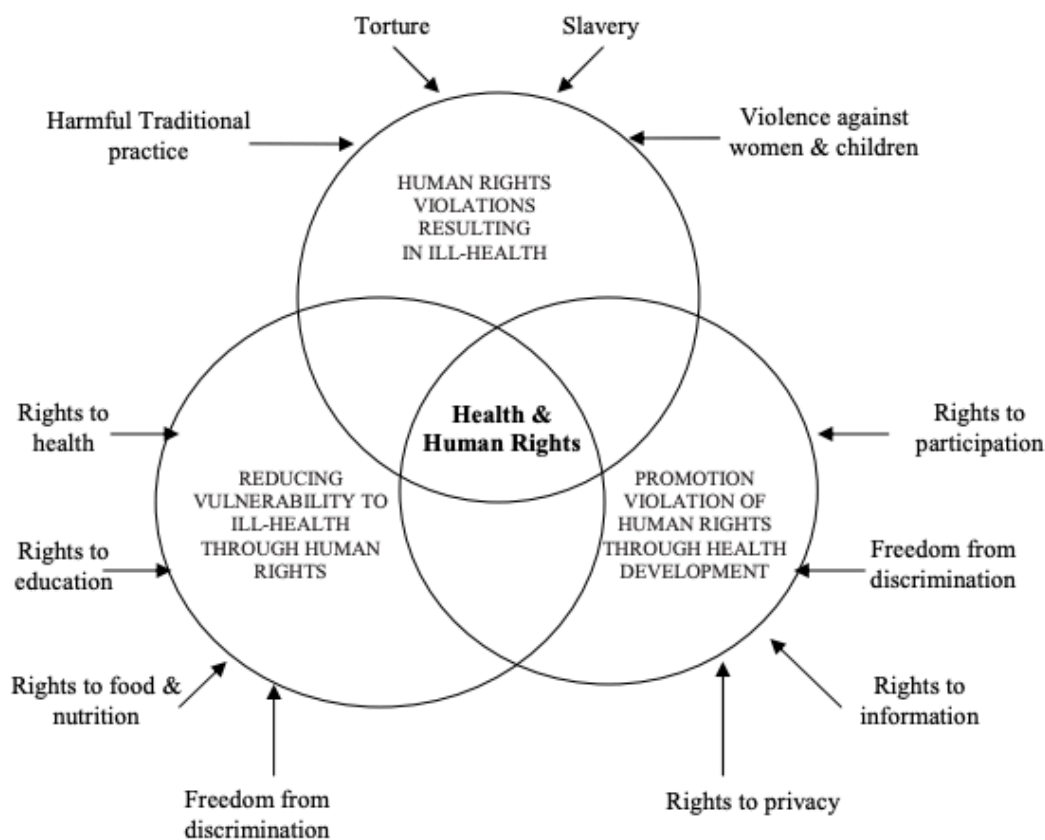 Torture
Slavery
Harmful Traditional
practice
Violence against
women & children
HUMAN RIGHTS
VIOLATIONS
RESULTING
IN ILL-HEALTH
Health &
Human Rights
Rights to
health
Rights to
participation
REDUCING
VULNERABILITY TO
ILL-HEALTH
THROUGH HUMAN
RIGHTS
PROMOTION
VIOLATION OF
HUMAN RIGHTS
THROUGH HEALTH
DEVELOPMENT
Rights to
education
Freedom from
discrimination
Rights to food &
nutrition
Rights to
information
Freedom from
discrimination
Rights to privacy